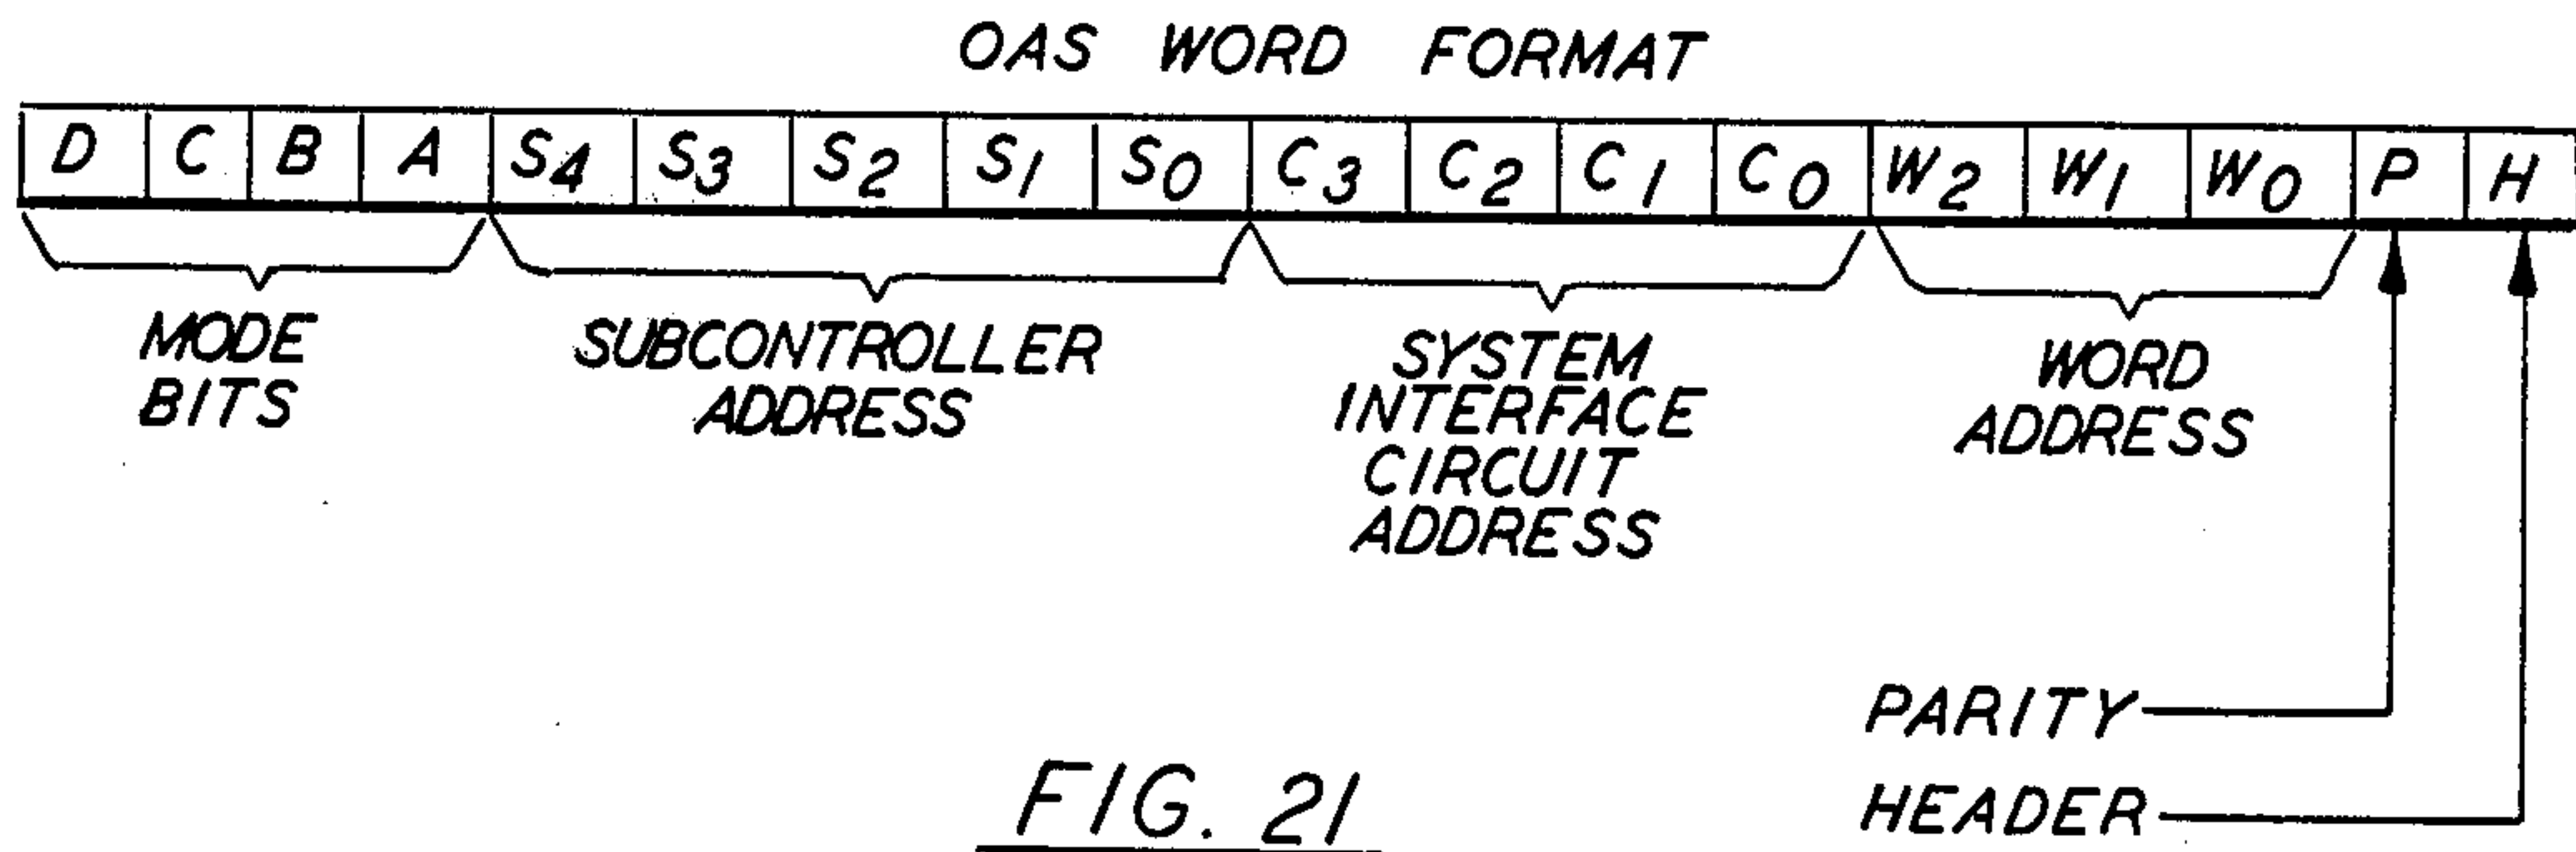 OAS WORD FORMAT
D C B A S4 S3 S2 S1 S0 C3 C2 C1 C0 W2 W1 W0 P H
MODE
BITS
SUBCONTROLLER
ADDRESS
SYSTEM
INTERFACE
CIRCUIT
ADDRESS
WORD
ADDRESS
PARITY
HEADER
FIG. 21